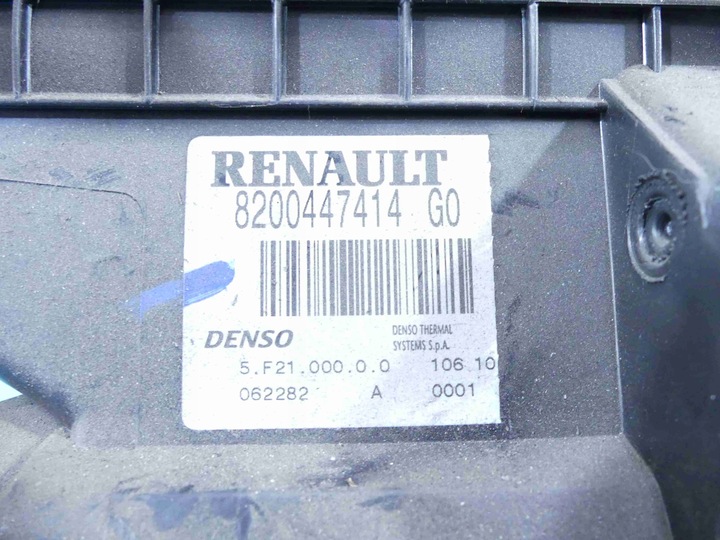 RENAULT
8200447414 G0
DENSO DENSO THERMAL
SYSTEMS S.p.A.
5.F21.000.0.0 106 10
062282 A 0001